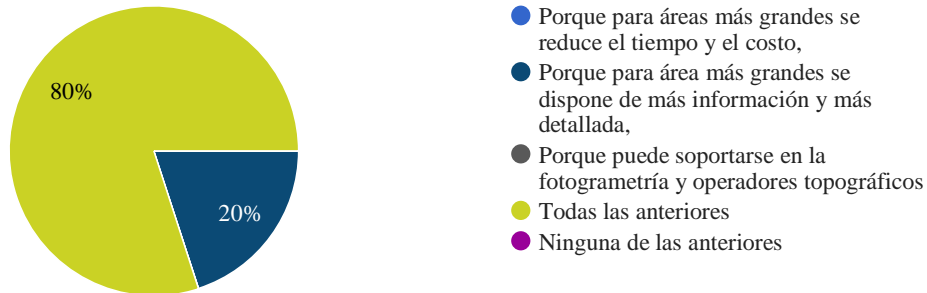 80%
20%
Porque para áreas más grandes se
reduce el tiempo y el costo,
Porque para área más grandes se
dispone de más información y más
detallada,
Porque puede soportarse en la
fotogrametría y operadores topográficos
Todas las anteriores
Ninguna de las anteriores